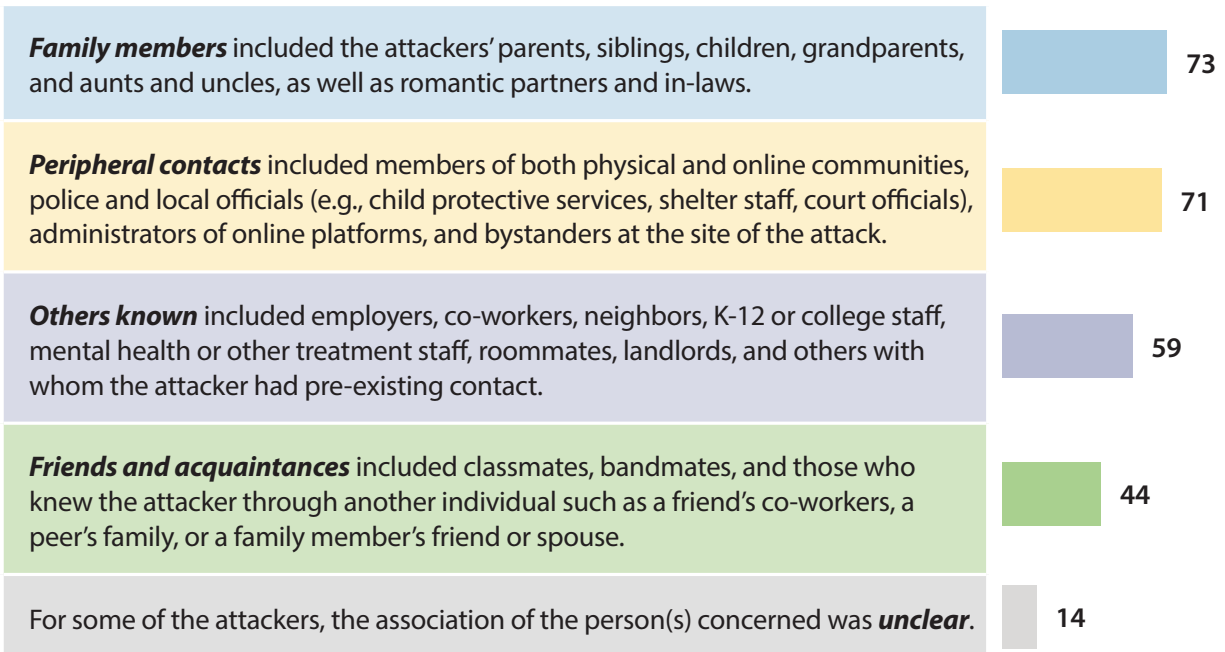 Family members included the attackers’ parents, siblings, children, grandparents,
and aunts and uncles, as well as romantic partners and in-laws.
73
Peripheral contacts included members of both physical and online communities,
police and local officials (e.g., child protective services, shelter staff, court officials),
administrators of online platforms, and bystanders at the site of the attack.
71
Others known included employers, co-workers, neighbors, K-12 or college staff,
mental health or other treatment staff, roommates, landlords, and others with
whom the attacker had pre-existing contact.
59
Friends and acquaintances included classmates, bandmates, and those who
knew the attacker through another individual such as a friend’s co-workers, a
peer’s family, or a family member’s friend or spouse.
44
For some of the attackers, the association of the person(s) concerned was unclear.
14